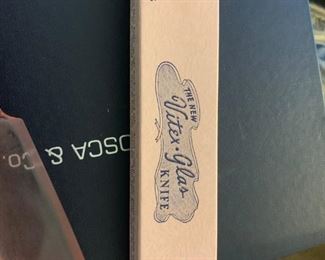 THE NEW
Vitex-Glas
KNIFE
OSCA & Co.